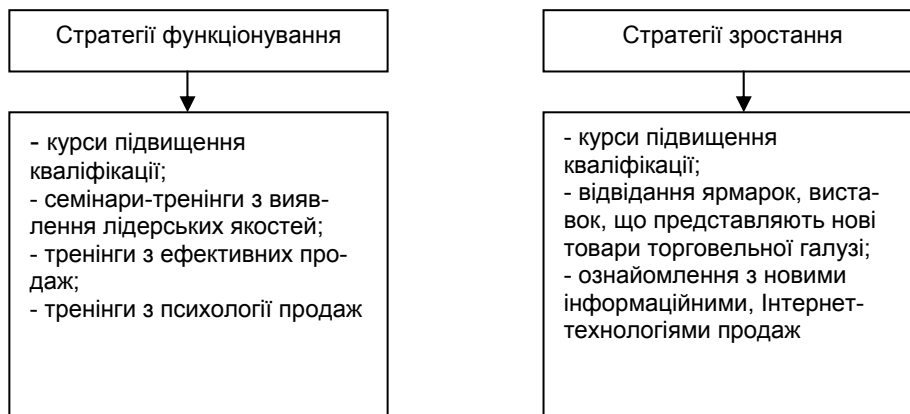 Стратегії функціонування
- курси підвищення
кваліфікації;
- семінари-тренінги з вияв-
лення лідерських якостей;
- тренінги з ефективних про-
даж;
- тренінги з психології продаж
Стратегії зростання
- курси підвищення
кваліфікації;
- відвідання ярмарок, виста-
вок, що представляють нові
товари торговельної галузі;
- ознайомлення з новими
інформаційними, Інтернет-
технологіями продаж